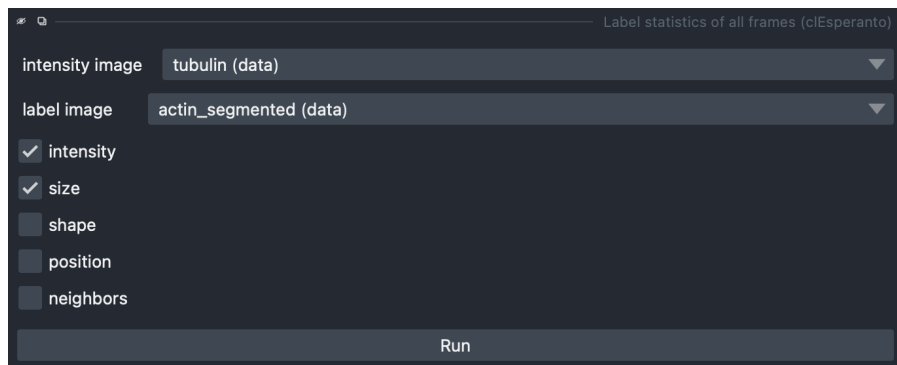 Label statistics of all frames (clEsperanto)
intensity image tubulin (data)
label image actin_segmented (data)
intensity
size
shape
position
neighbors
Run